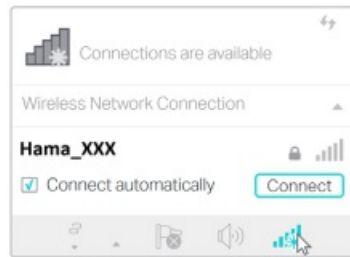 Connections are available
Wireless Network Connection
Hama_XXX
Connect automatically
Connect